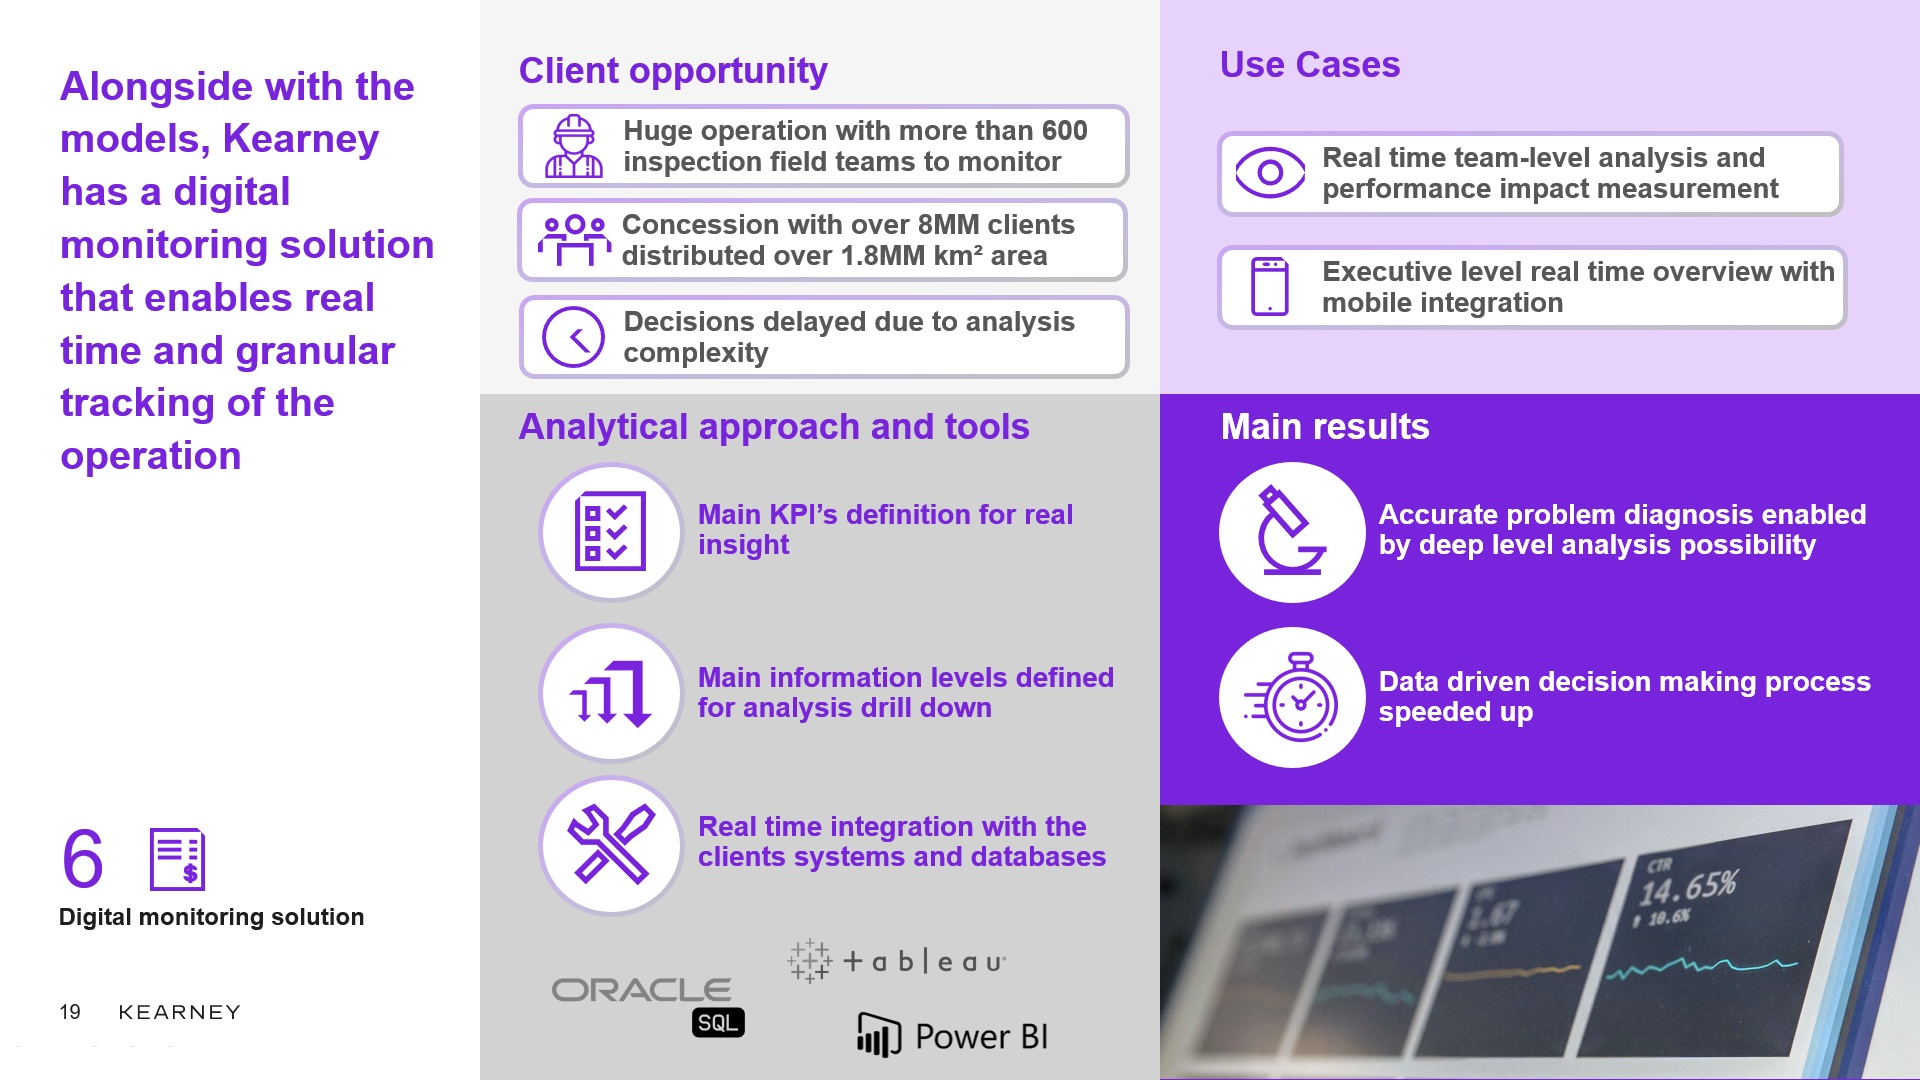 Alongside with the
models, Kearney
has a digital
monitoring solution
that enables real
time and granular
tracking of the
operation
6
$
Digital monitoring solution
19 KEARNEY
Client opportunity
Huge operation with more than 600
inspection field teams to monitor
Concession with over 8MM clients
distributed over 1.8MM km² area
Decisions delayed due to analysis
complexity
Use Cases
Real time team-level analysis and
performance impact measurement
Executive level real time overview with
mobile integration
Analytical approach and tools
Main KPI’s definition for real
insight
Main information levels defined
for analysis drill down
Real time integration with the
clients systems and databases
+ableau
ORACLE
SQL
Power BI
Main results
Accurate problem diagnosis enabled
by deep level analysis possibility
Data driven decision making process
speeded up
CTR
14.65%
10.6%